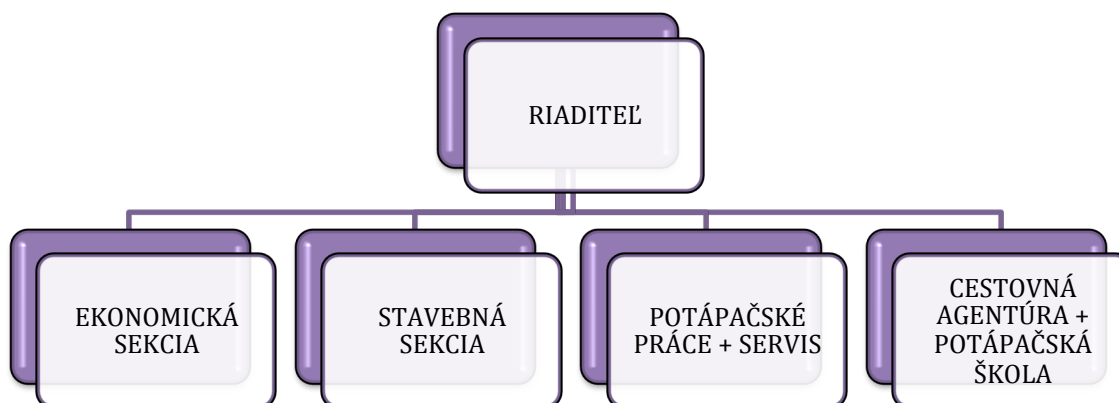 RIADITEĽ
EKONOMICKÁ
SEKCIA
STAVEBNÁ
SEKCIA
POTÁPAČSKÉ
PRÁCE + SERVIS
CESTOVNÁ
AGENTÚRA +
POTÁPAČSKÁ
ŠKOLA